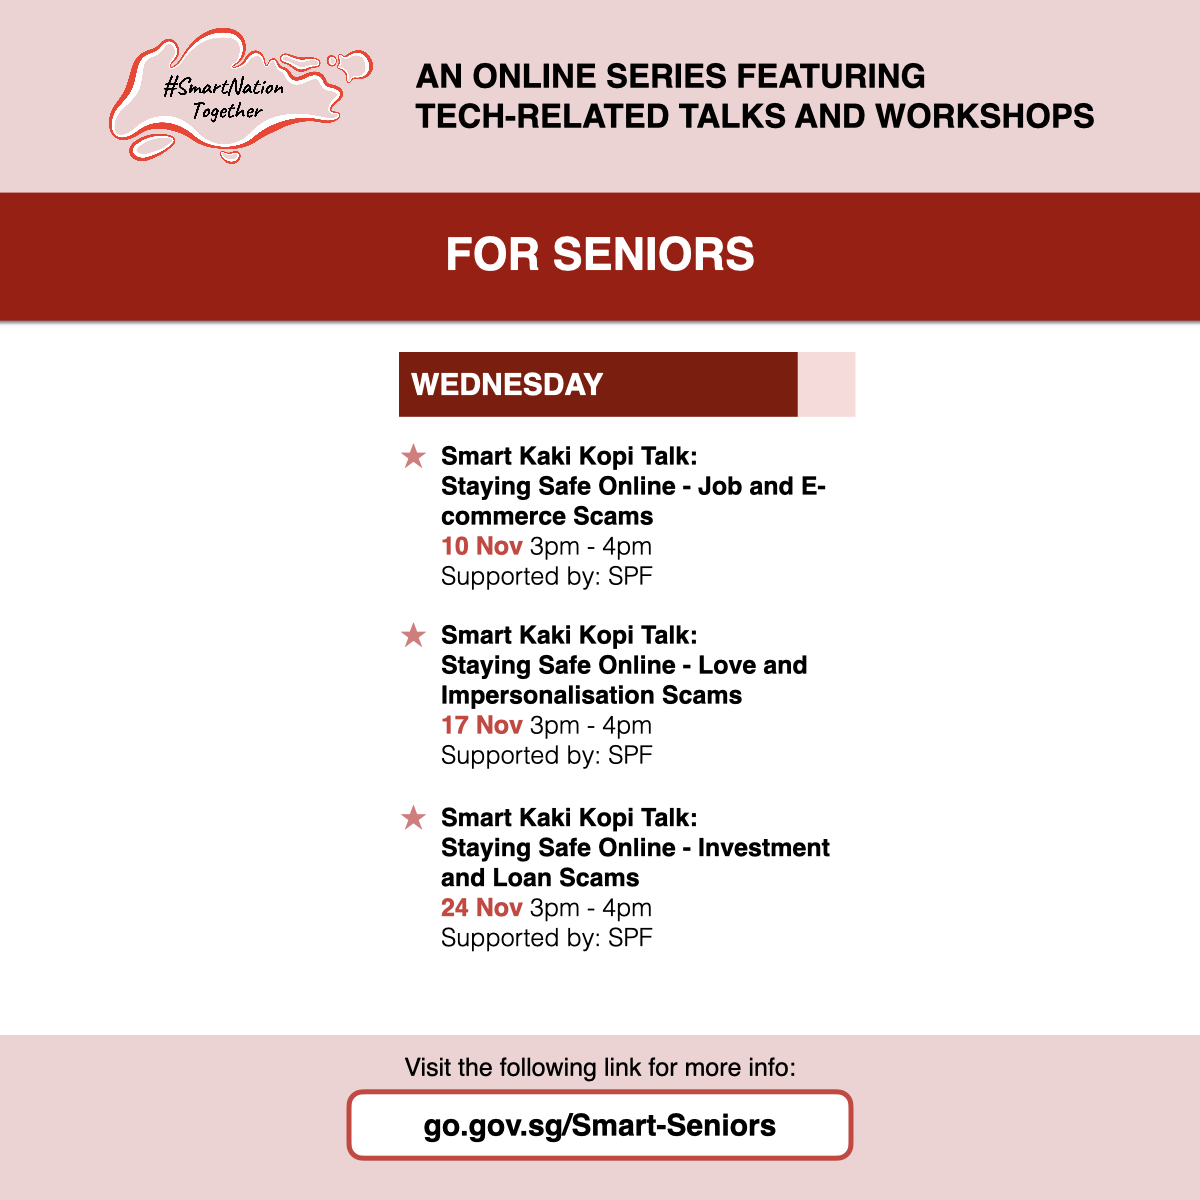 #SmartNation
Together
AN ONLINE SERIES FEATURING
TECH-RELATED TALKS AND WORKSHOPS
FOR SENIORS
WEDNESDAY
Smart Kaki Kopi Talk:
Staying Safe Online - Job and E-
commerce Scams
10 Nov 3pm - 4pm
Supported by: SPF
Smart Kaki Kopi Talk:
Staying Safe Online - Love and
Impersonalisation Scams
17 Nov 3pm - 4pm
Supported by: SPF
Smart Kaki Kopi Talk:
Staying Safe Online - Investment
and Loan Scams
24 Nov 3pm - 4pm
Supported by: SPF
Visit the following link for more info:
go.gov.sg/Smart-Seniors